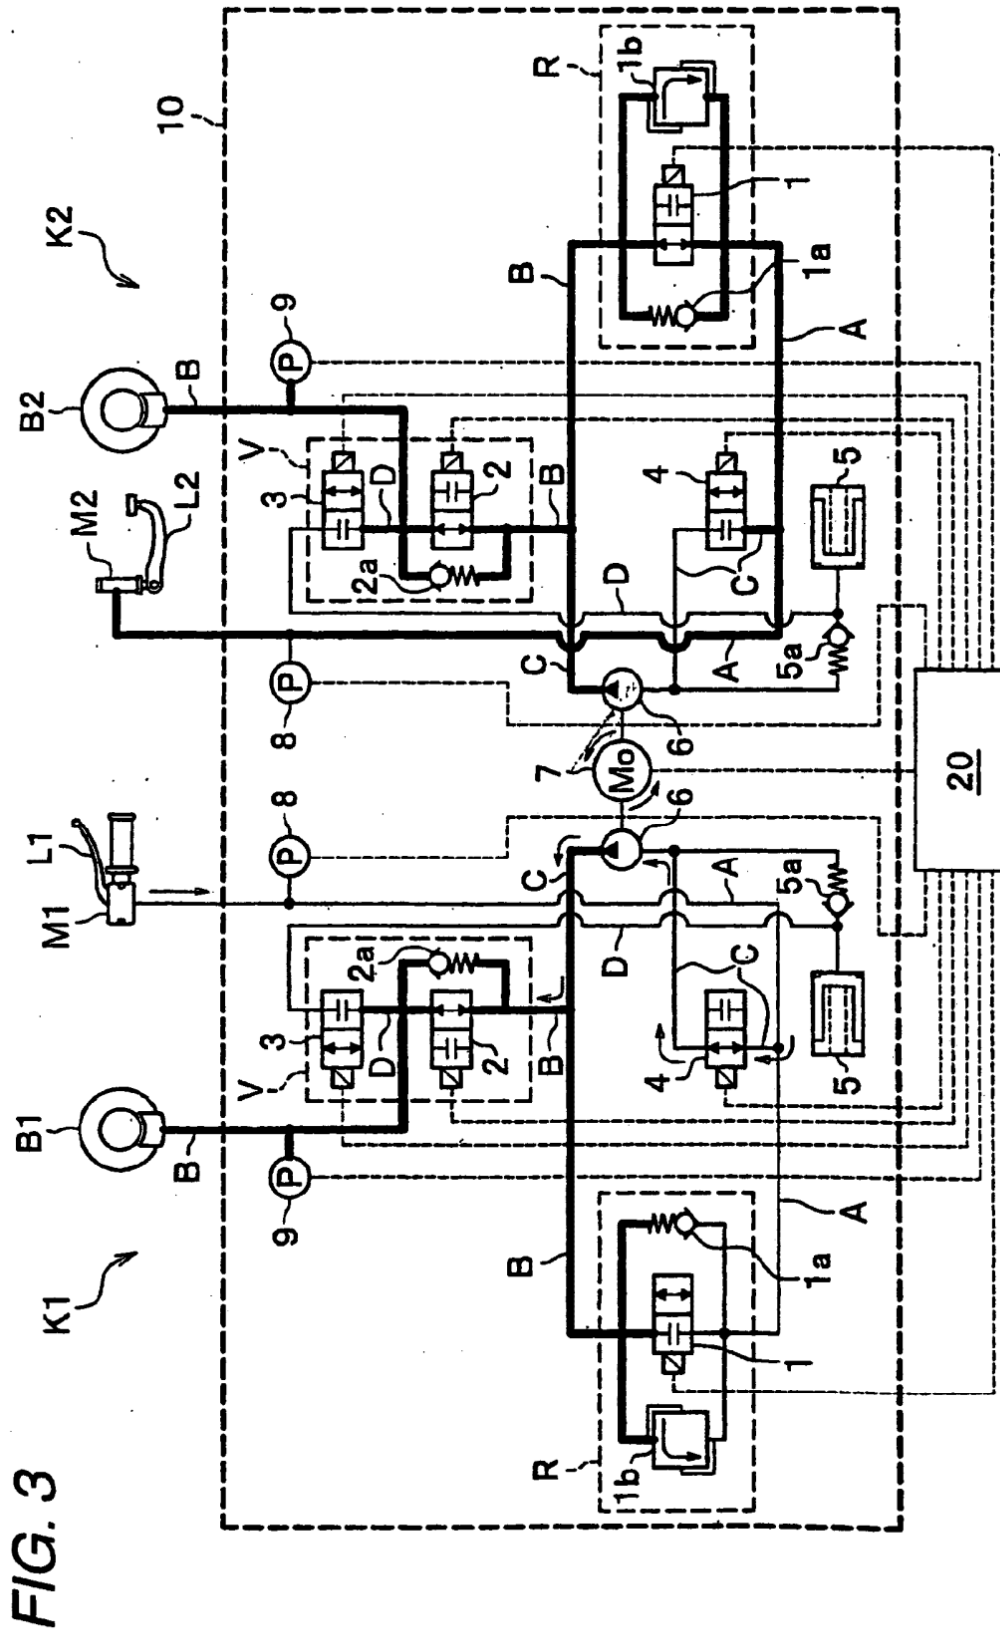 FIG. 3
K1 B1 M1 L1 M2 B2 K2
B L2 B 10
V V
9 P 3 P 8 8 P 3 P 9
D 2a 2a D
2 2
R B B C 7 C B B R
1b D Mo D 1b
4 6 6 4
C A A C
1 1a 5a 5a 1a 1
A 5 5 A
20